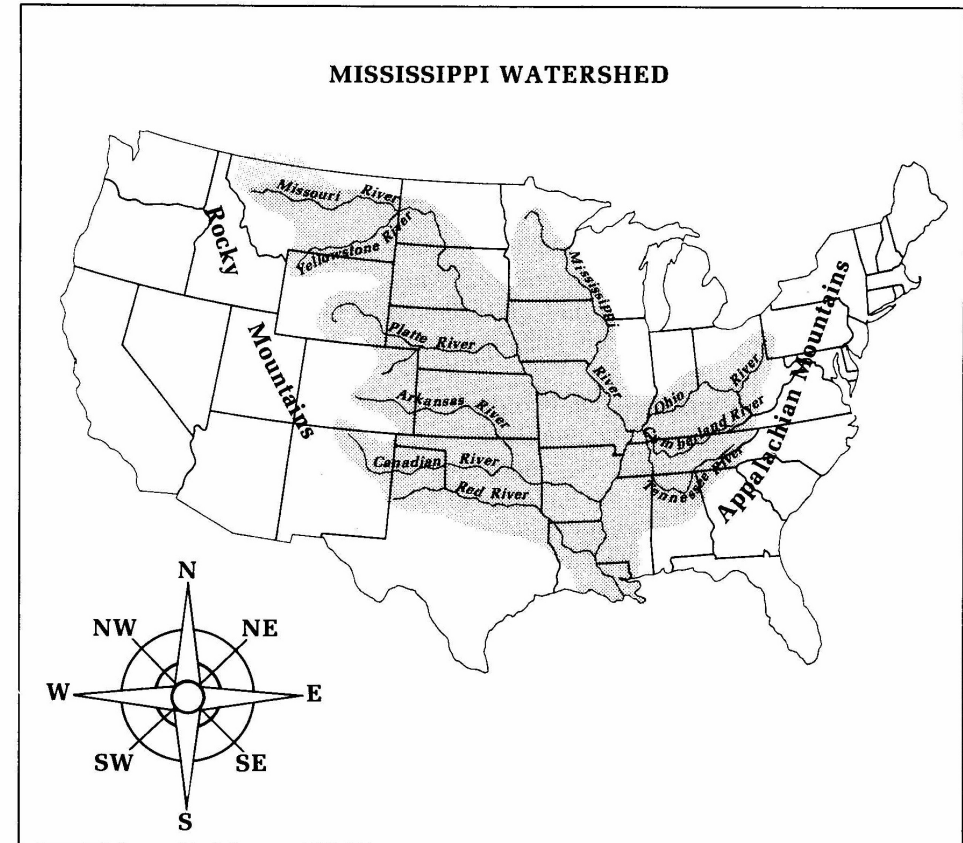 MISSISSIPPI WATERSHED
Missouri River
Yellowstone River
Rocky
Mountains
Platte River
Mississippi
River
Arkansas River
Ohio River
Cumberland River
Canadian River
Red River
Tennessee River
Appalachian Mountains
N
NW NE
W E
SW SE
S